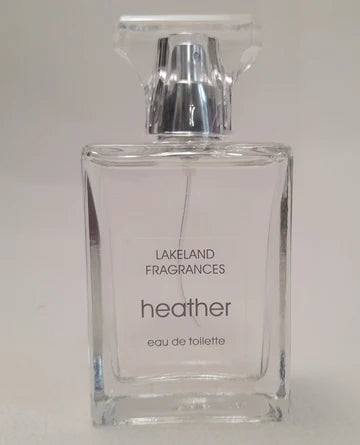 LAKELAND
FRAGRANCES
heather
eau de toilette